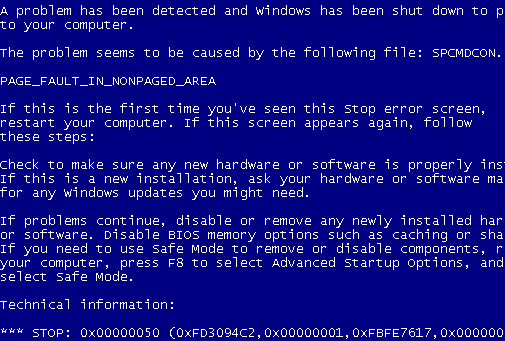 A problem has been detected and Windows has been shut down to p
to your computer.
The problem seems to be caused by the following file: SPCMDCON.
PAGE_FAULT_IN_NONPAGED_AREA
If this is the first time you've seen this Stop error screen,
restart your computer. If this screen appears again, follow
these steps:
Check to make sure any new hardware or software is properly inst
If this is a new installation, ask your hardware or software ma
for any Windows updates you might need.
If problems continue, disable or remove any newly installed har
or software. Disable BIOS memory options such as caching or sha
If you need to use Safe Mode to remove or disable components, r
your computer, press F8 to select Advanced Startup Options, and
select Safe Mode.
Technical information:
*** STOP: 0x00000050 (0xFD3094C2,0x00000001,0xFBFE7617,0x000000